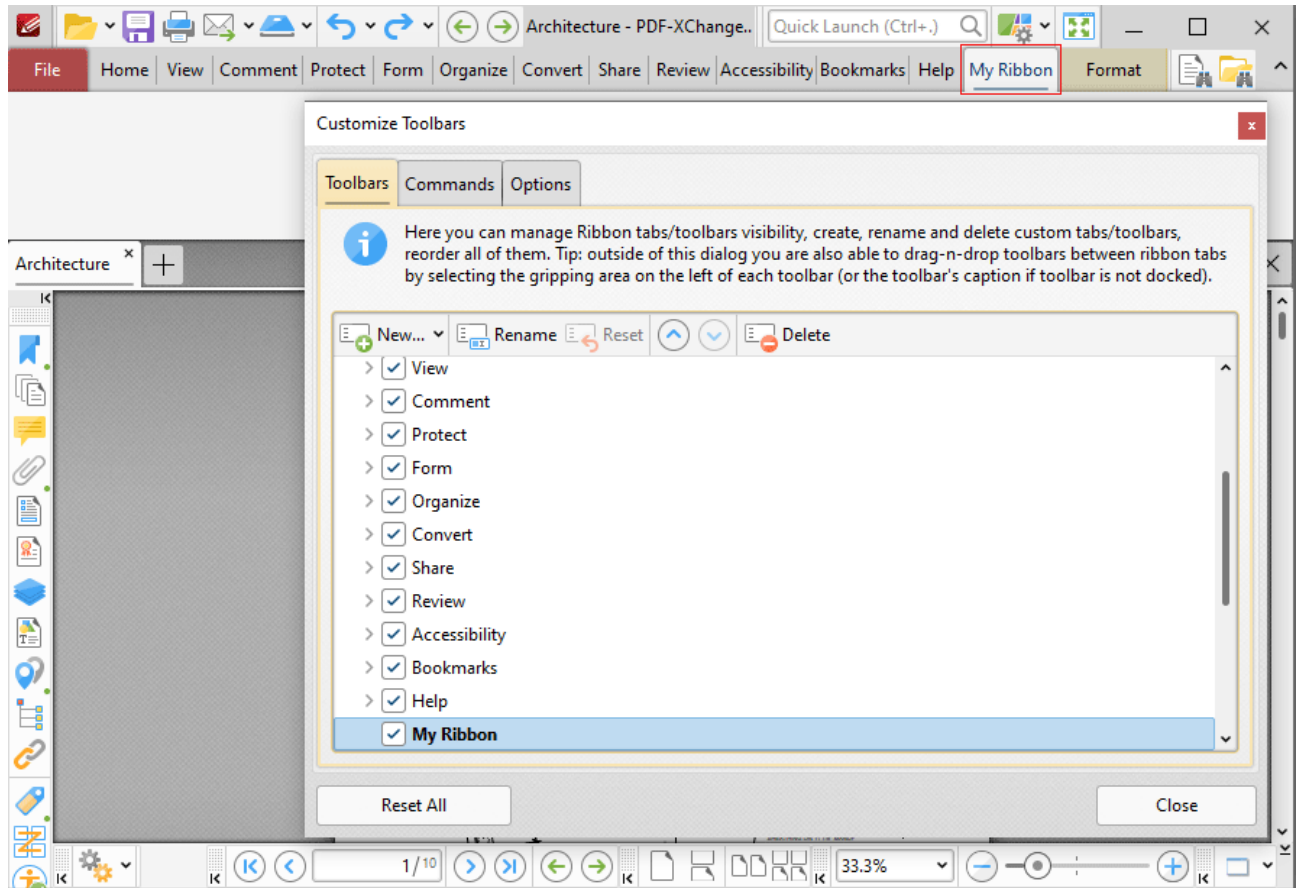 Architecture - PDF-XChange..
Quick Launch (Ctrl+.)
File Home View Comment Protect Form Organize Convert Share Review Accessibility Bookmarks Help My Ribbon Format
Customize Toolbars
x
Toolbars Commands Options
Here you can manage Ribbon tabs/toolbars visibility, create, rename and delete custom tabs/toolbars,
reorder all of them. Tip: outside of this dialog you are also able to drag-n-drop toolbars between ribbon tabs
by selecting the gripping area on the left of each toolbar (or the toolbar's caption if toolbar is not docked).
Architecture
New... Rename Reset Delete
View
Comment
Protect
Form
Organize
Convert
Share
Review
Accessibility
Bookmarks
Help
My Ribbon
Reset All Close
1/10 33.3%